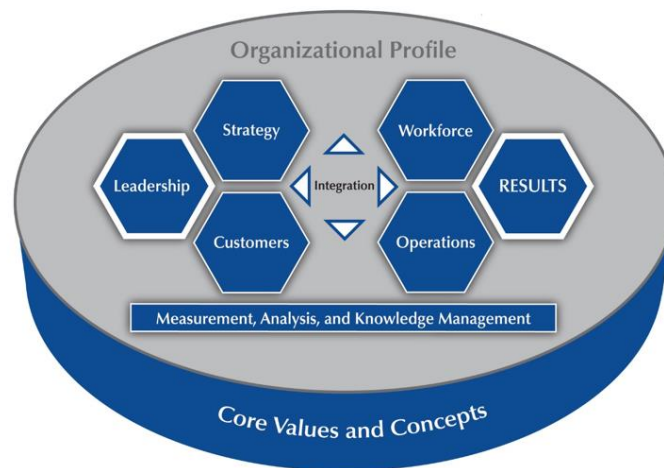 Organizational Profile
Strategy
Workforce
Leadership
Integration
RESULTS
Customers
Operations
Measurement, Analysis, and Knowledge Management
Core Values and Concepts